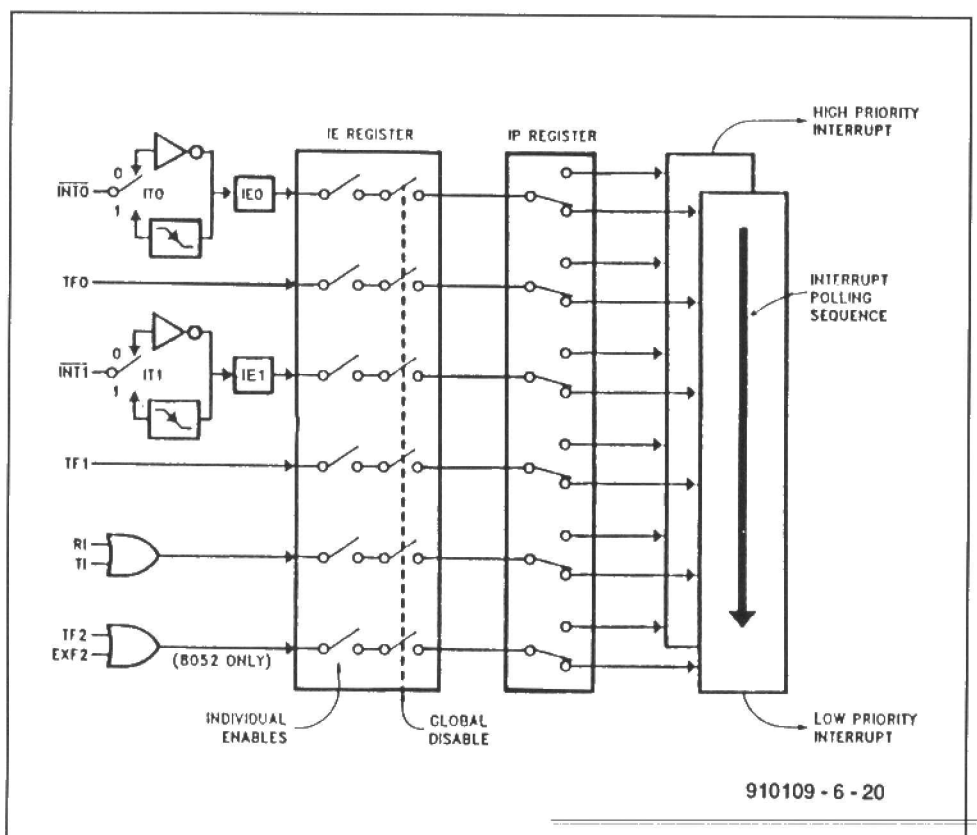 HIGH PRIORITY
INTERRUPT
IE REGISTER
IP REGISTER
0
INT0
IT0
1
IE0
TF0
INTERRUPT
POLLING
SEQUENCE
0
INT1
IT1
1
IE1
TF1
RI
TI
TF2
EXF2
(8052 ONLY)
INDIVIDUAL
ENABLES
GLOBAL
DISABLE
LOW PRIORITY
INTERRUPT
910109 - 6 - 20